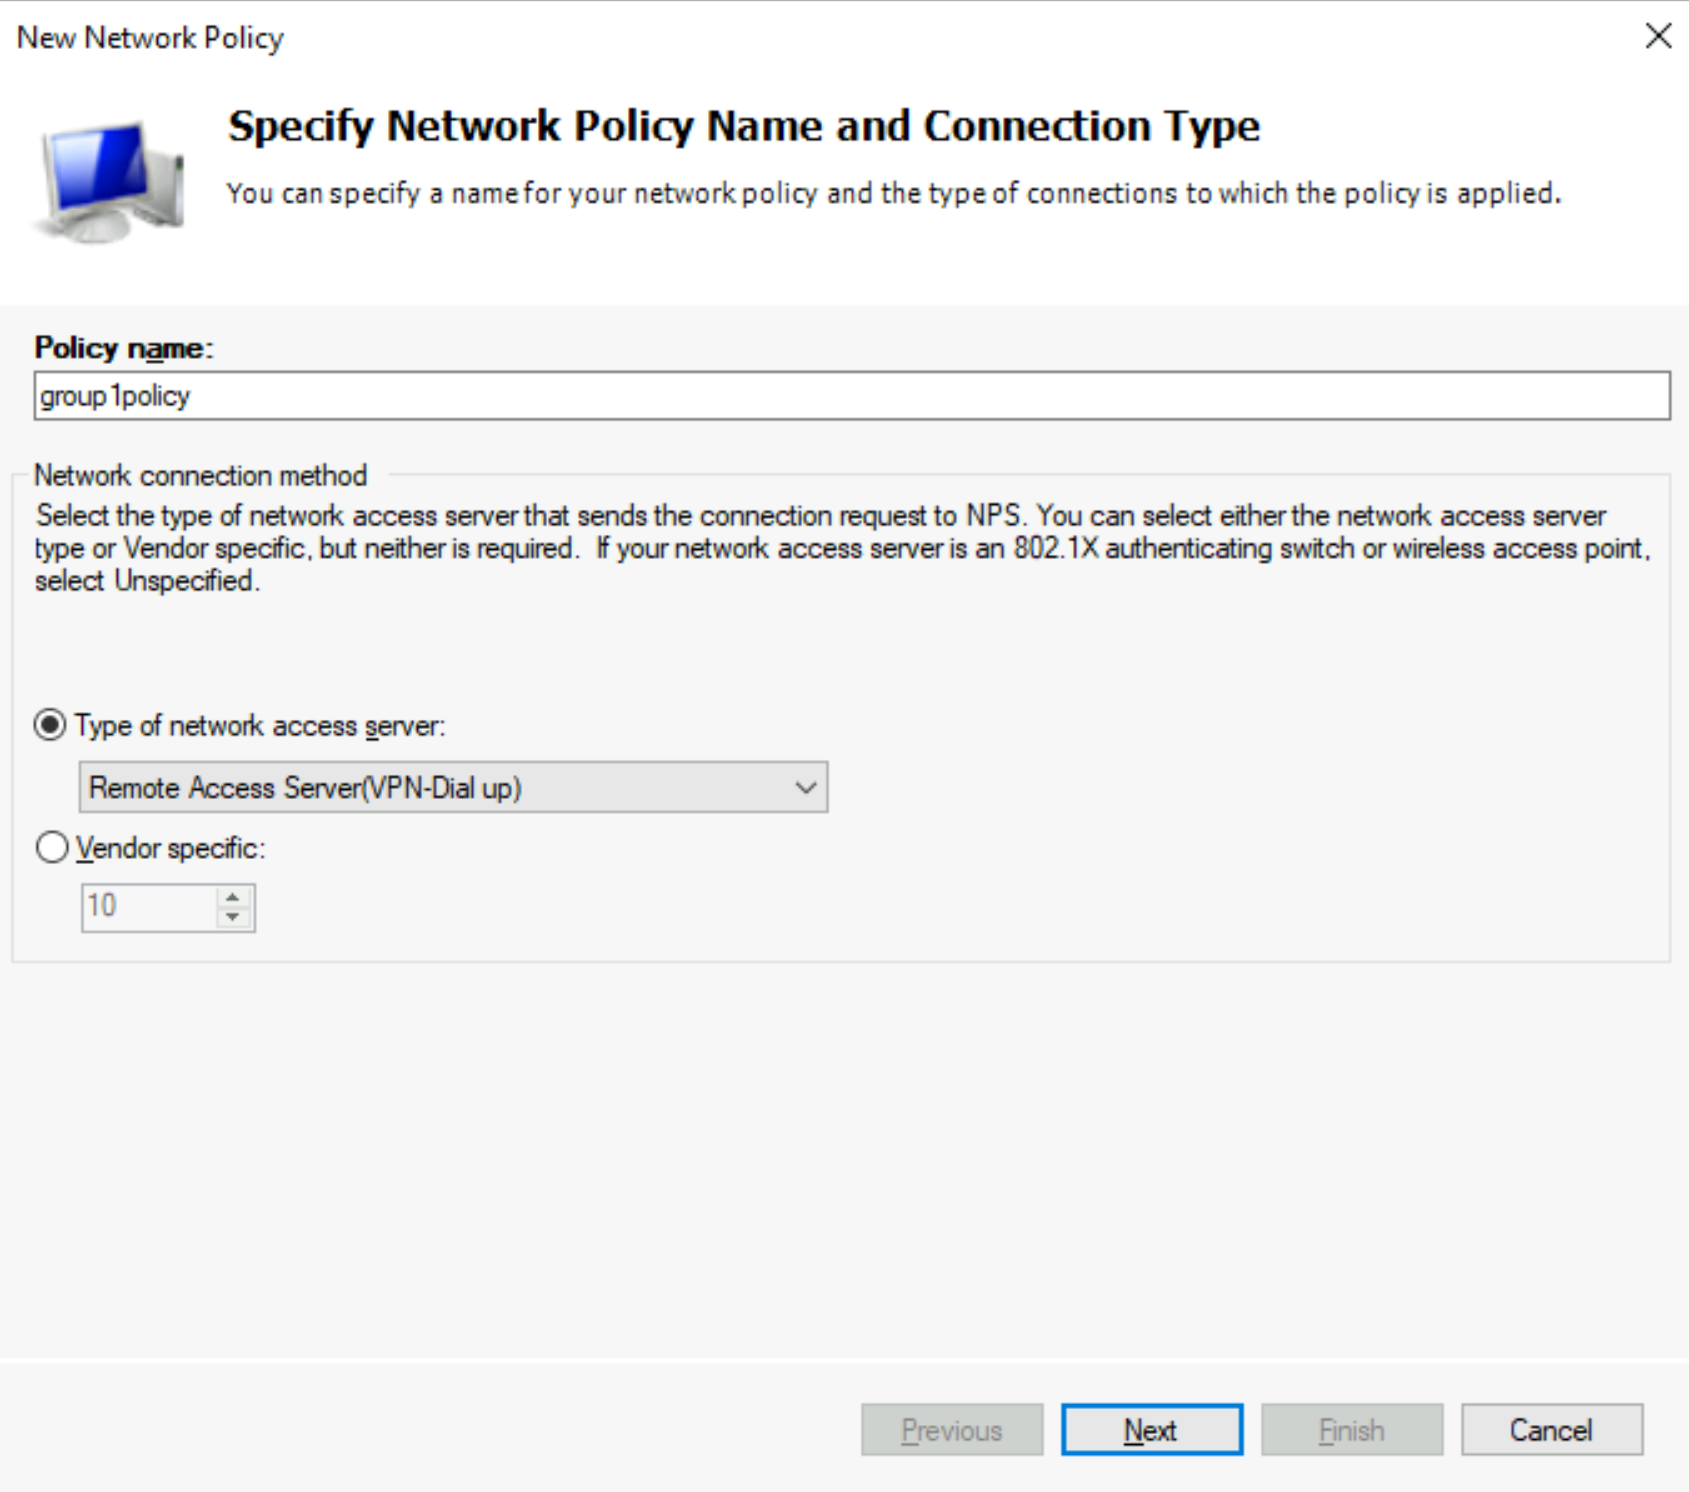 New Network Policy
Specify Network Policy Name and Connection Type
You can specify a name for your network policy and the type of connections to which the policy is applied.
Policy name:
group1policy
Network connection method
Select the type of network access server that sends the connection request to NPS. You can select either the network access server
type or Vendor specific, but neither is required.  If your network access server is an 802.1X authenticating switch or wireless access point,
select Unspecified.
Type of network access server:
Remote Access Server(VPN-Dial up)
Vendor specific:
10
Previous Next Finish Cancel